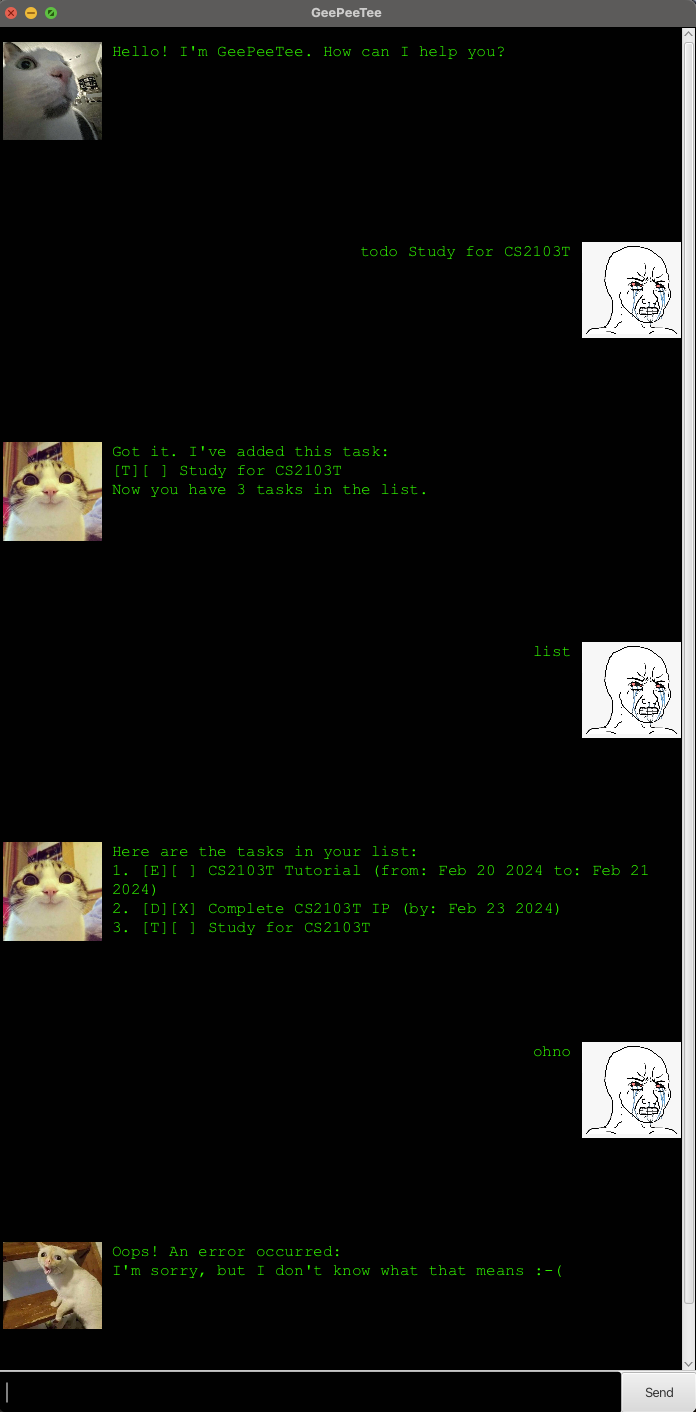 GeePeeTee
Hello! I'm GeePeeTee. How can I help you?
todo Study for CS2103T
Got it. I've added this task:
[T][ ] Study for CS2103T
Now you have 3 tasks in the list.
list
Here are the tasks in your list:
1. [E][ ] CS2103T Tutorial (from: Feb 20 2024 to: Feb 21
2024)
2. [D][X] Complete CS2103T IP (by: Feb 23 2024)
3. [T][ ] Study for CS2103T
ohno
Oops! An error occurred:
I'm sorry, but I don't know what that means :-(
Send